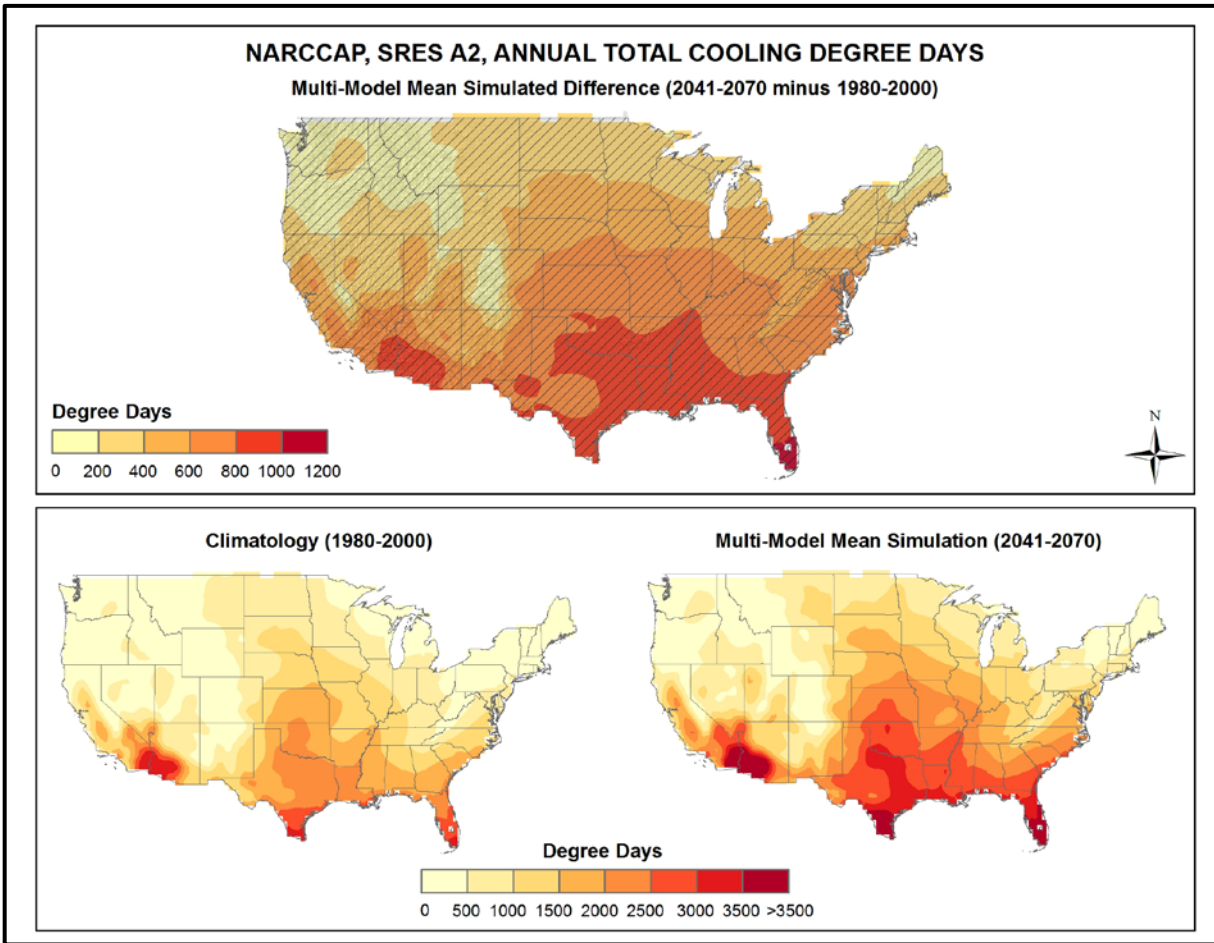 NARCCAP, SRES A2, ANNUAL TOTAL COOLING DEGREE DAYS
Multi-Model Mean Simulated Difference (2041-2070 minus 1980-2000)
Degree Days
0 200 400 600 800 1000 1200
N
Climatology (1980-2000)
Multi-Model Mean Simulation (2041-2070)
Degree Days
0 500 1000 1500 2000 2500 3000 3500 >3500